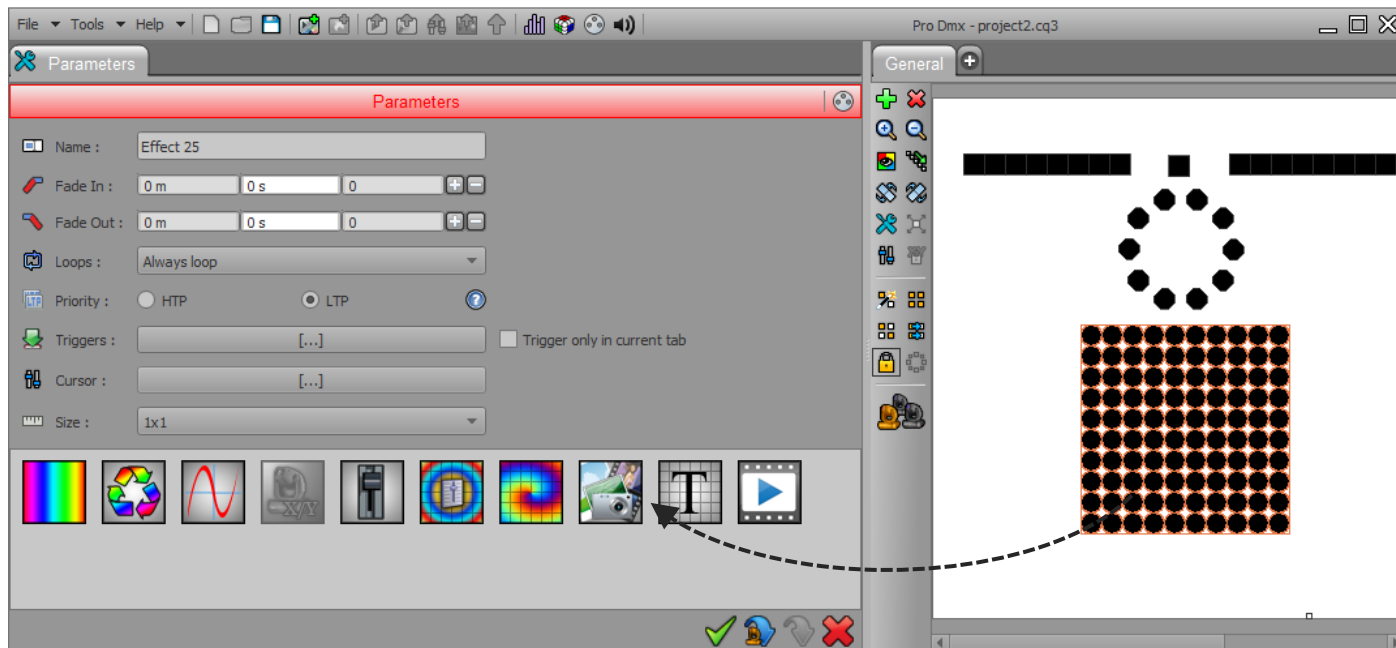 File Tools Help
Pro Dmx - project2.cq3
Parameters
General
Parameters
Name : Effect 25
Fade In : 0 m 0 s 0
Fade Out : 0 m 0 s 0
Loops : Always loop
LTP Priority : HTP LTP
Triggers : [...] Trigger only in current tab
Cursor : [...]
Size : 1x1
X/Y T